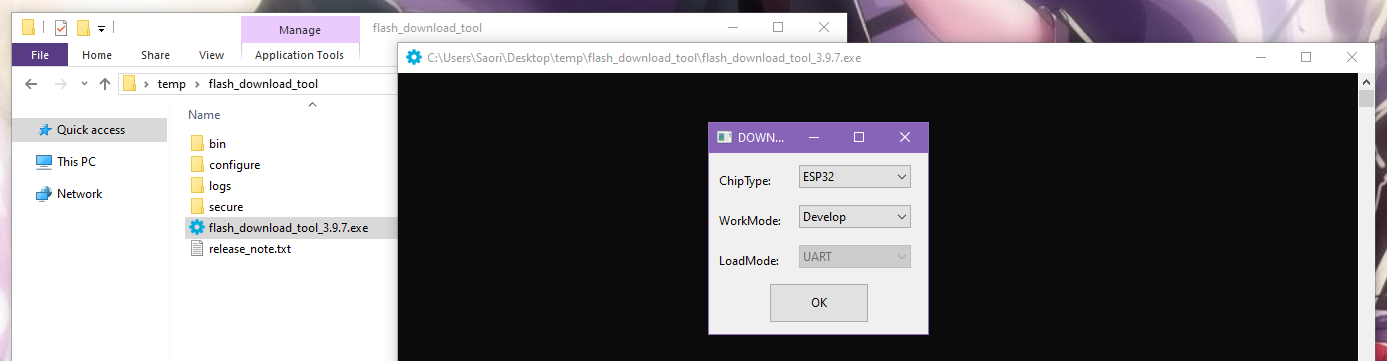 Manage
flash_download_tool
File
Home
Share
View
Application Tools
temp
flash_download_tool
Name
Quick access
This PC
Network
bin
configure
logs
secure
flash_download_tool_3.9.7.exe
release_note.txt
C:\Users\Saori\Desktop\temp\flash_download_tool\flash_download_tool_3.9.7.exe
DOWN...
ChipType:
ESP32
WorkMode:
Develop
LoadMode:
UART
OK